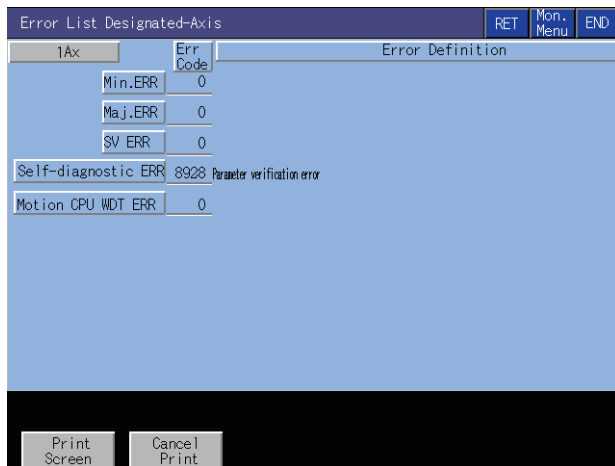 Error List Designated-Axis RET Mon. Menu END
1Ax Err Code Error Definition
Min.ERR 0
Maj.ERR 0
SV ERR 0
Self-diagnostic ERR 8928 Parameter verification error
Motion CPU WDT ERR 0
Print Screen Cancel Print